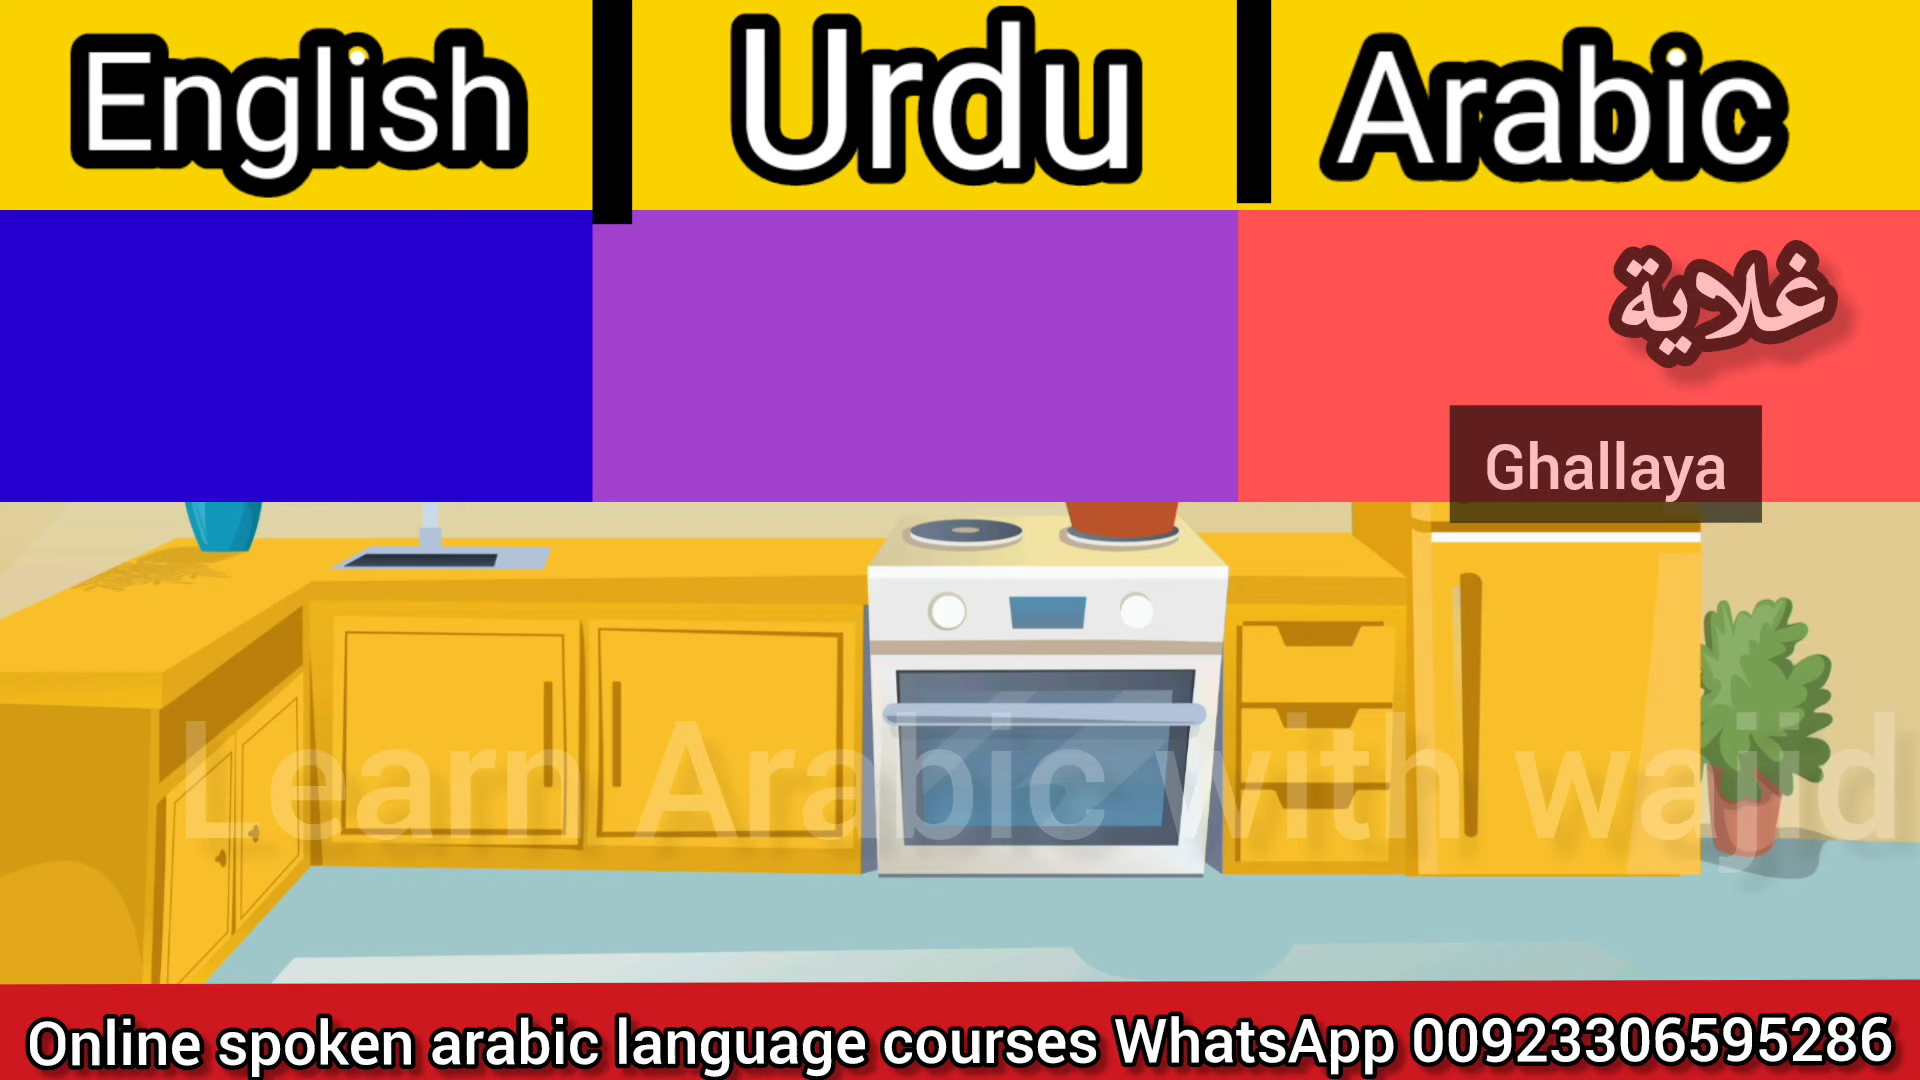 English
Urdu
Arabic
غلاية
Ghallaya
Learn Arabic with wajid
Online spoken arabic language courses WhatsApp 00923306595286